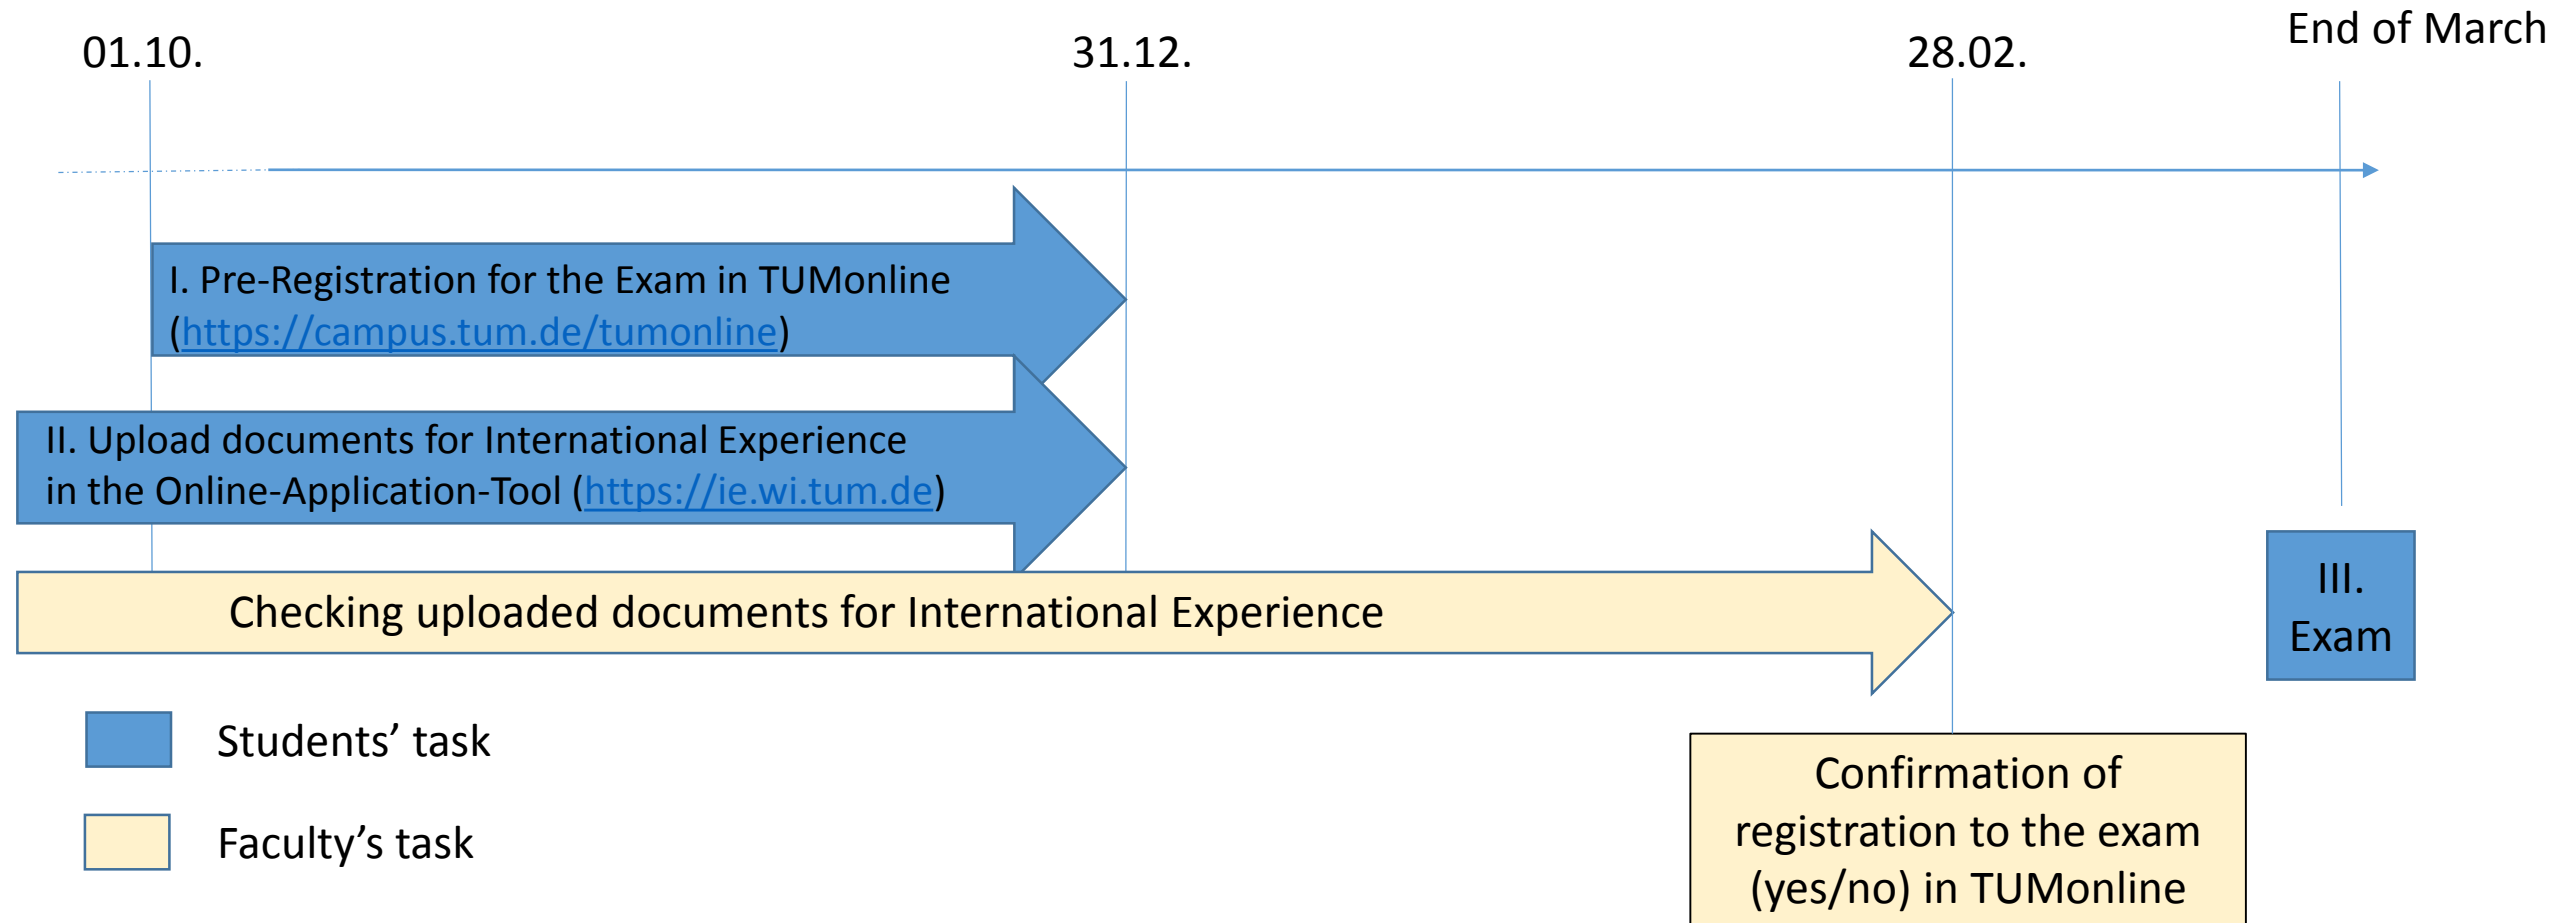 01.10.
31.12.
28.02.
End of March
I. Pre-Registration for the Exam in TUMonline
(https://campus.tum.de/tumonline)
II. Upload documents for International Experience
in the Online-Application-Tool (https://ie.wi.tum.de)
Checking uploaded documents for International Experience
III.
Exam
Students’ task
Faculty’s task
Confirmation of
registration to the exam
(yes/no) in TUMonline